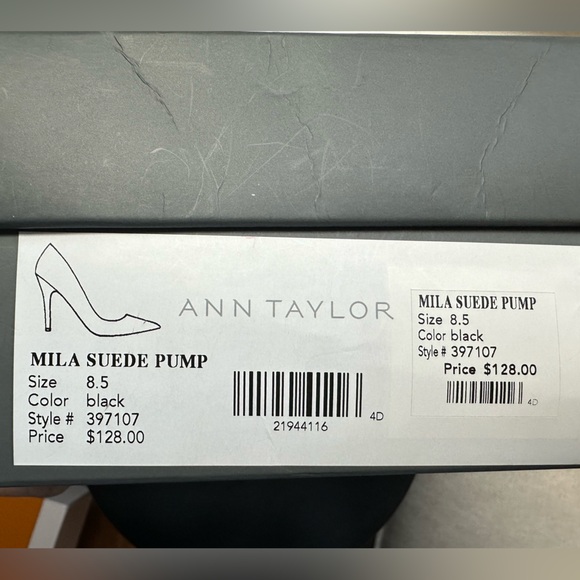 ANN TAYLOR
MILA SUEDE PUMP
Size 8.5
Color black
Style # 397107
Price $128.00
21944116
4D
MILA SUEDE PUMP
Size 8.5
Color black
Style # 397107
Price $128.00
4D